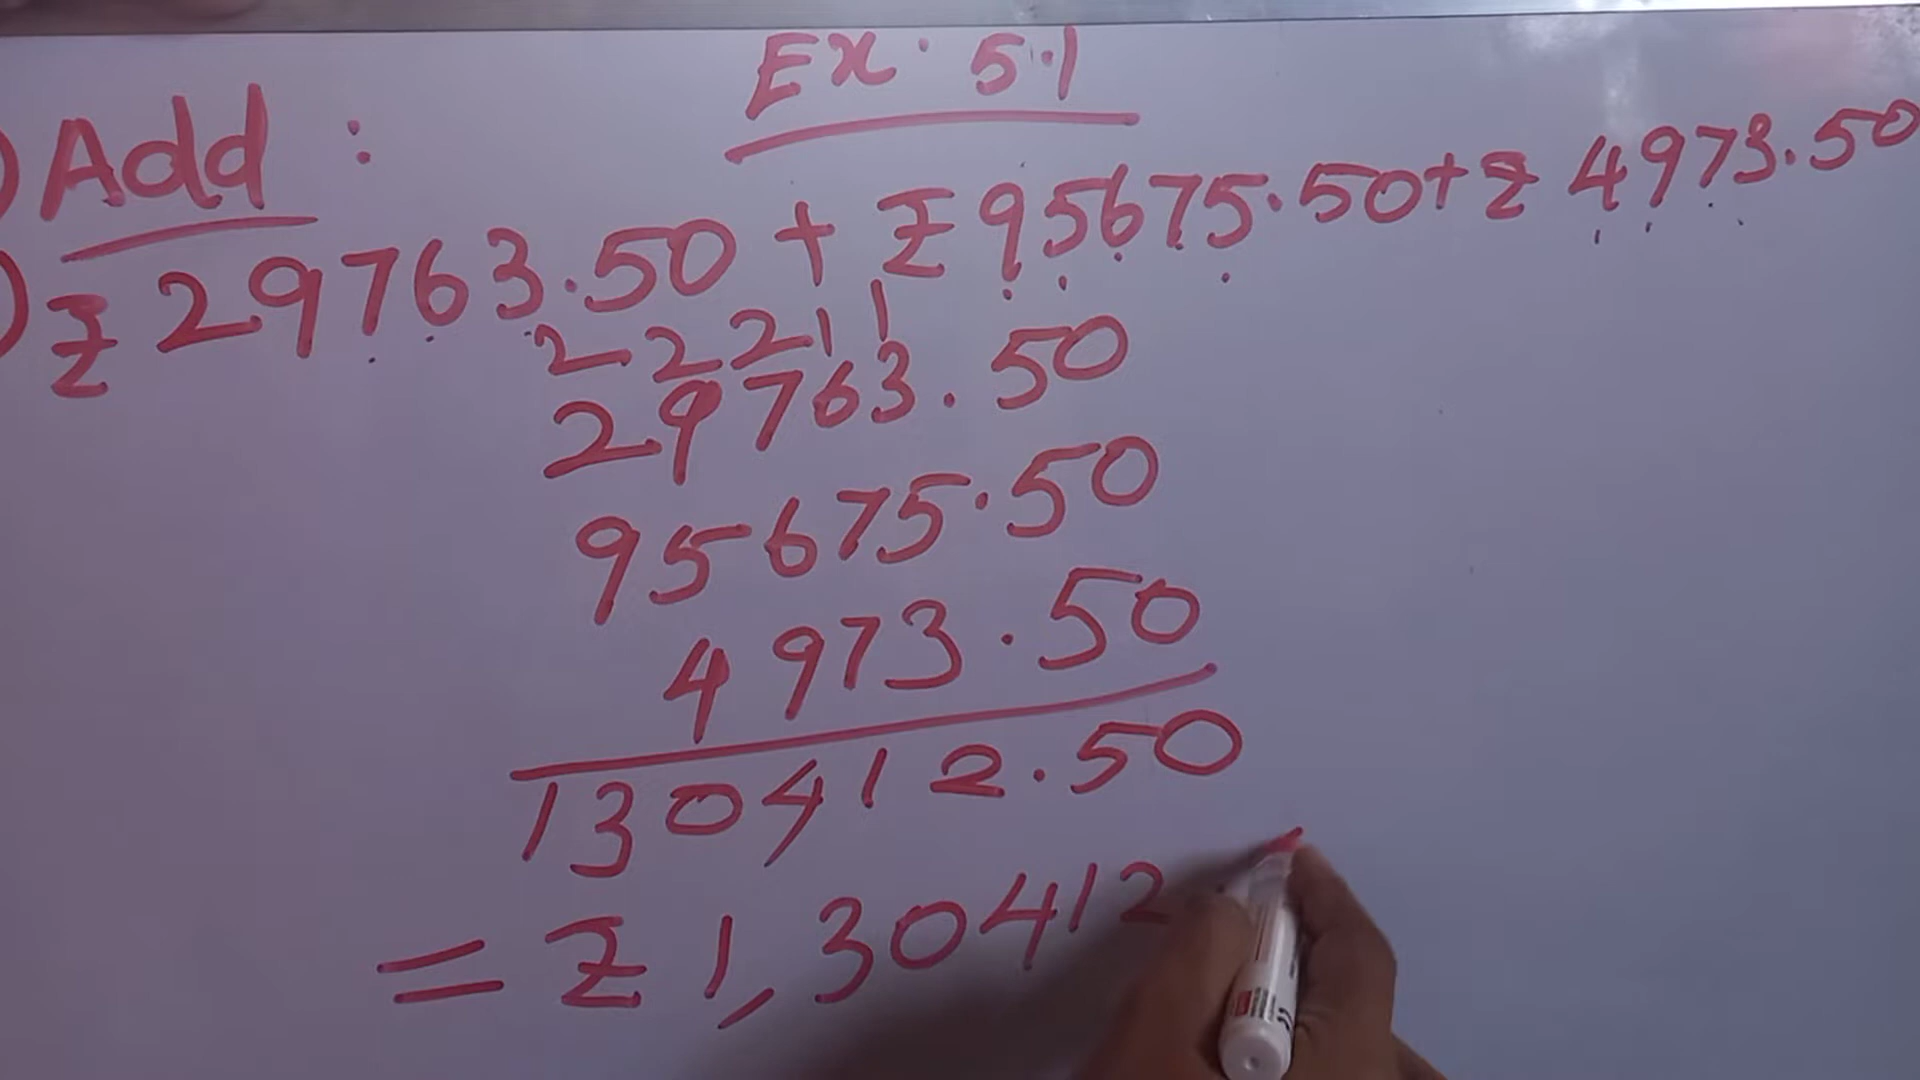 Ex. 5.1
) Add :
) ₹ 29763.50 + ₹ 95675.50 + ₹ 4973.50
2 2 2 1 1
29763.50
95675.50
4973.50
130412.50
= ₹ 1,30412